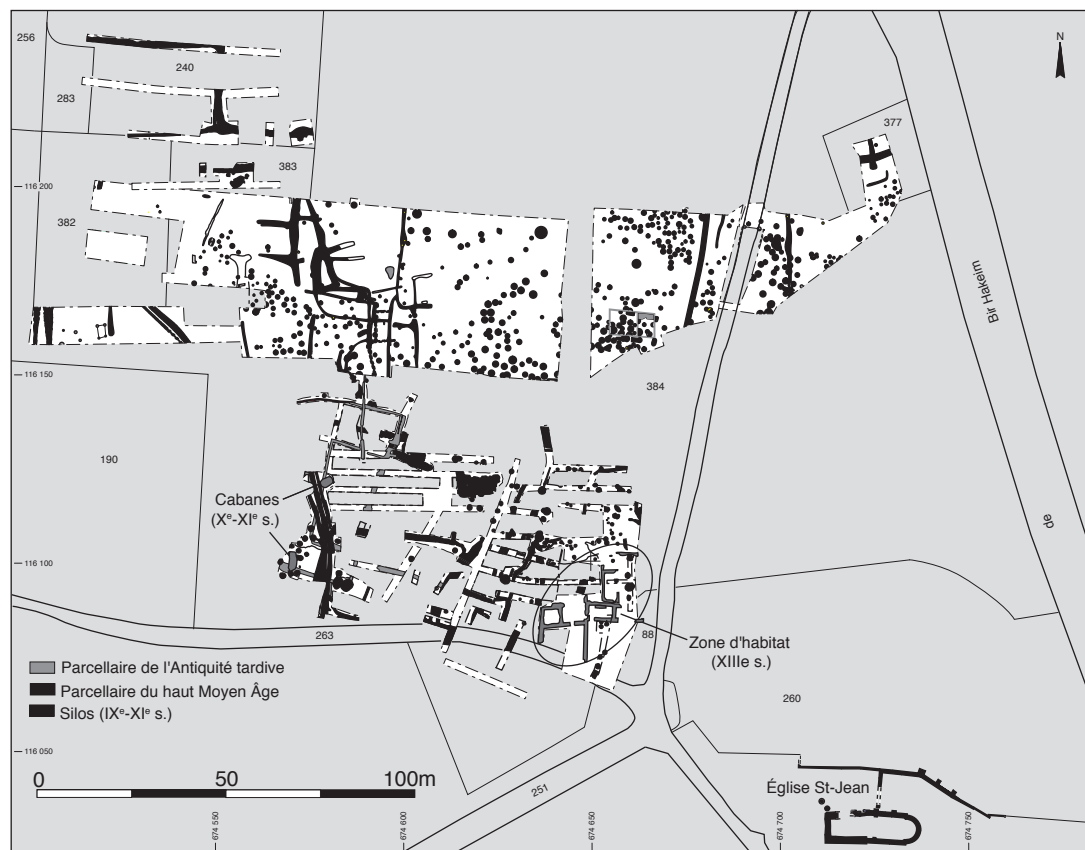 N
256
240
283
377
383
116 200
382
Bir Hakeim
de
384
116 150
190
Cabanes
(Xe-XIe s.)
116 100
263
88
Zone d'habitat
(XIIIe s.)
Parcellaire de l'Antiquité tardive
Parcellaire du haut Moyen Âge
Silos (IXe-XIe s.)
260
116 050
0 50 100m
251
Église St-Jean
674 550
674 600
674 650
674 700
674 750